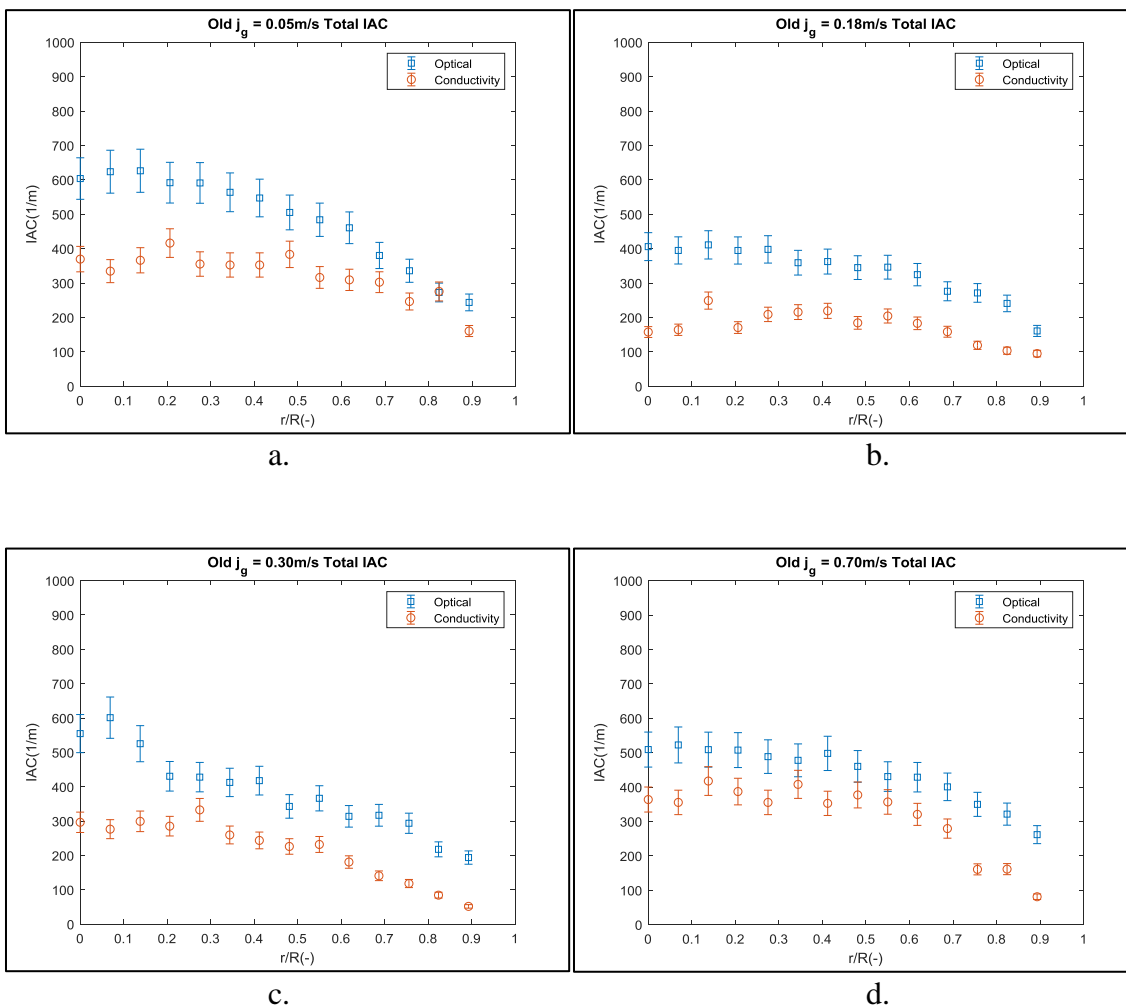 Old j_g = 0.05m/s Total IAC
1000
900
800
700
600
500
400
300
200
100
0
IAC(1/m)
0 0.1 0.2 0.3 0.4 0.5 0.6 0.7 0.8 0.9 1
r/R(-)
Optical
Conductivity
a.
Old j_g = 0.18m/s Total IAC
1000
900
800
700
600
500
400
300
200
100
0
IAC(1/m)
0 0.1 0.2 0.3 0.4 0.5 0.6 0.7 0.8 0.9 1
r/R(-)
Optical
Conductivity
b.
Old j_g = 0.30m/s Total IAC
1000
900
800
700
600
500
400
300
200
100
0
IAC(1/m)
0 0.1 0.2 0.3 0.4 0.5 0.6 0.7 0.8 0.9 1
r/R(-)
Optical
Conductivity
c.
Old j_g = 0.70m/s Total IAC
1000
900
800
700
600
500
400
300
200
100
0
IAC(1/m)
0 0.1 0.2 0.3 0.4 0.5 0.6 0.7 0.8 0.9 1
r/R(-)
Optical
Conductivity
d.